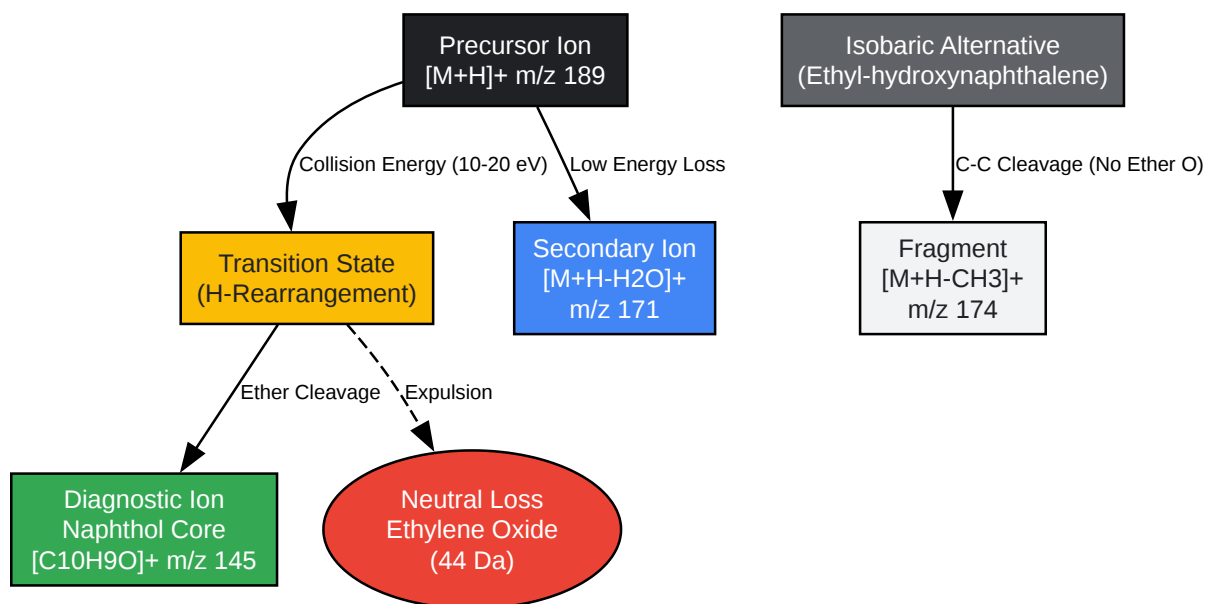 Precursor Ion
[M+H]+ m/z 189
Isobaric Alternative
(Ethyl-hydroxynaphthalene)
Collision Energy (10-20 eV)
Low Energy Loss
C-C Cleavage (No Ether O)
Transition State
(H-Rearrangement)
Secondary Ion
[M+H-H2O]+
m/z 171
Fragment
[M+H-CH3]+
m/z 174
Ether Cleavage
Expulsion
Diagnostic Ion
Naphthol Core
[C10H9O]+ m/z 145
Neutral Loss
Ethylene Oxide
(44 Da)